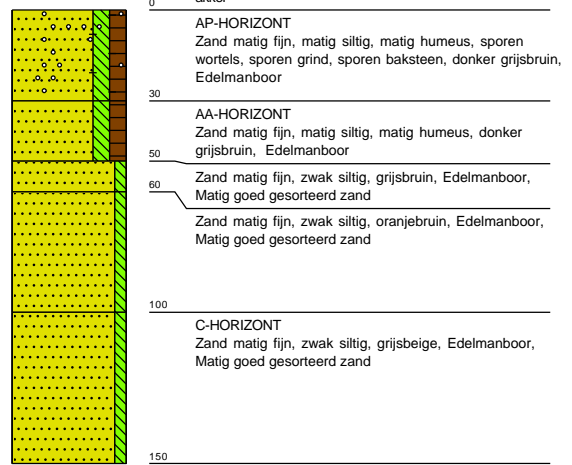 0 akker
AP-HORIZONT
Zand matig fijn, matig siltig, matig humeus, sporen
wortels, sporen grind, sporen baksteen, donker grijsbruin,
Edelmanboor
30
AA-HORIZONT
Zand matig fijn, matig siltig, matig humeus, donker
grijsbruin, Edelmanboor
50
Zand matig fijn, zwak siltig, grijsbruin, Edelmanboor,
60
Matig goed gesorteerd zand
Zand matig fijn, zwak siltig, oranjebruin, Edelmanboor,
Matig goed gesorteerd zand
100
C-HORIZONT
Zand matig fijn, zwak siltig, grijsbeige, Edelmanboor,
Matig goed gesorteerd zand
150